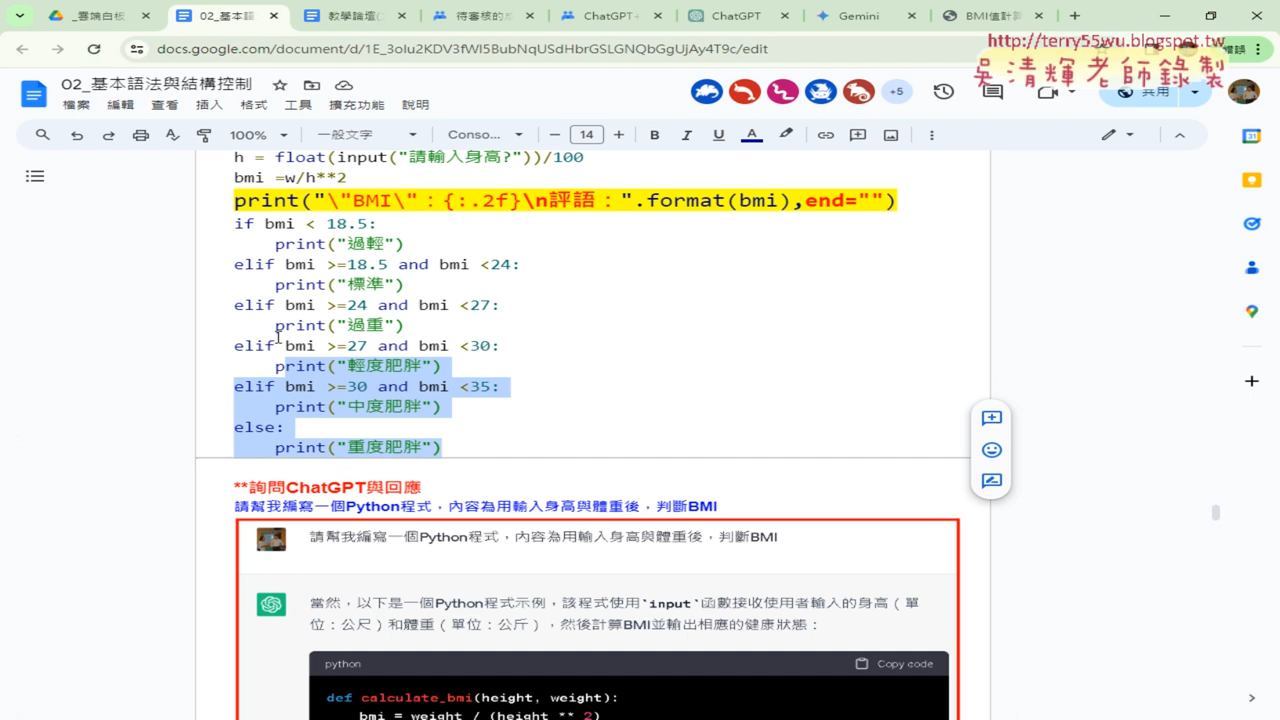 _雲端白板
02_基本語
教學論壇(
待審核的成
ChatGPT+
ChatGPT
Gemini
BMI值計
docs.google.com/document/d/1E_3oIu2KDV3fWI5BubNqUSdHbrGSLGNQbGgUjAy4T9c/edit
http://terry55wu.blogspot.tw
吳清輝老師錄製
02_基本語法與結構控制
檔案 編輯 查看 插入 格式 工具 擴充功能 說明
+5
共用
100%
一般文字
Conso...
14
B I U A
h = float(input("請輸入身高?"))/100
bmi =w/h**2
print("\"BMI\"：{:.2f}\n評語：".format(bmi),end="")
if bmi < 18.5:
print("過輕")
elif bmi >=18.5 and bmi <24:
print("標準")
elif bmi >=24 and bmi <27:
print("過重")
elif bmi >=27 and bmi <30:
print("輕度肥胖")
elif bmi >=30 and bmi <35:
print("中度肥胖")
else:
print("重度肥胖")
**詢問ChatGPT與回應
請幫我編寫一個Python程式，內容為用輸入身高與體重後，判斷BMI
請幫我編寫一個Python程式，內容為用輸入身高與體重後，判斷BMI
當然，以下是一個Python程式示例，該程式使用`input`函數接收使用者輸入的身高（單
位：公尺）和體重（單位：公斤），然後計算BMI並輸出相應的健康狀態：
python
Copy code
def calculate_bmi(height, weight):
bmi = weight / (height ** 2)